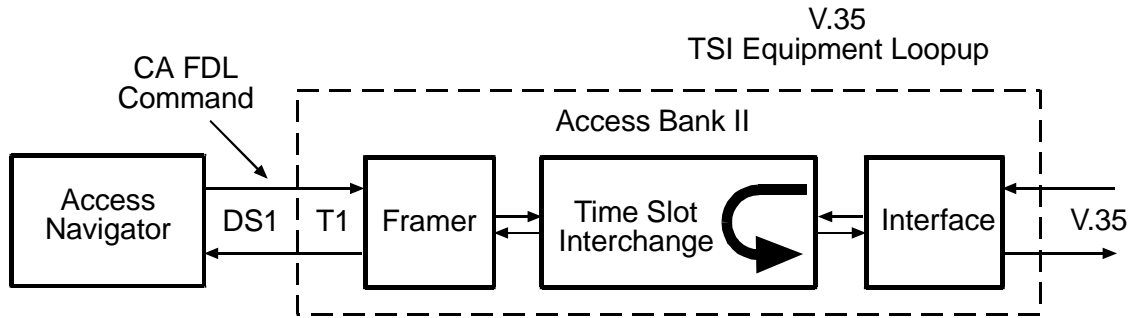 V.35
TSI Equipment Loopup
CA FDL
Command
Access Bank II
Access
Navigator
DS1
T1
Framer
Time Slot
Interchange
Interface
V.35